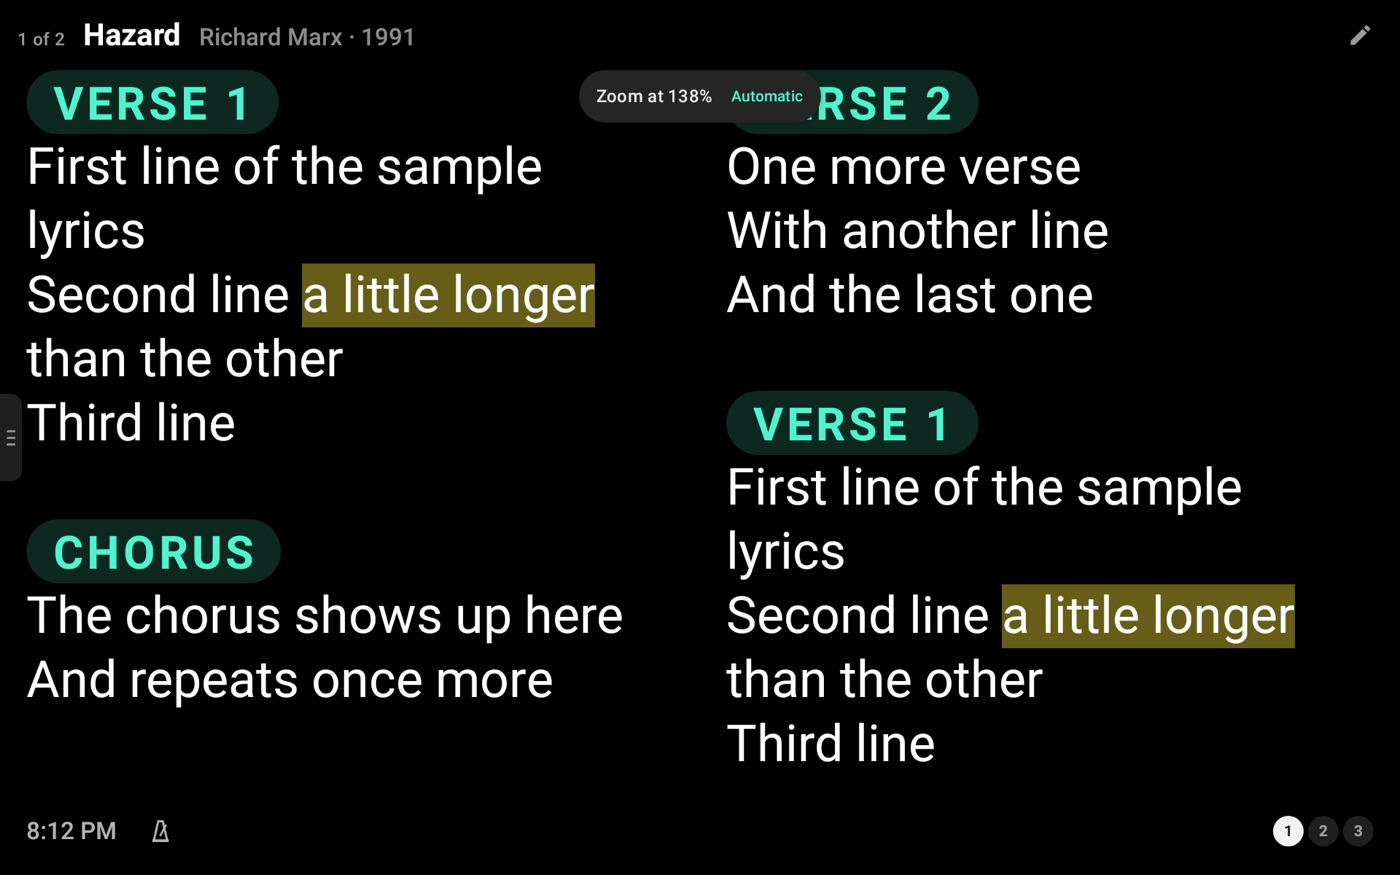 1 of 2 Hazard Richard Marx · 1991
Zoom at 138% Automatic
VERSE 1
First line of the sample
lyrics
Second line a little longer
than the other
Third line
CHORUS
The chorus shows up here
And repeats once more
RSE 2
One more verse
With another line
And the last one
VERSE 1
First line of the sample
lyrics
Second line a little longer
than the other
Third line
8:12 PM
1 2 3